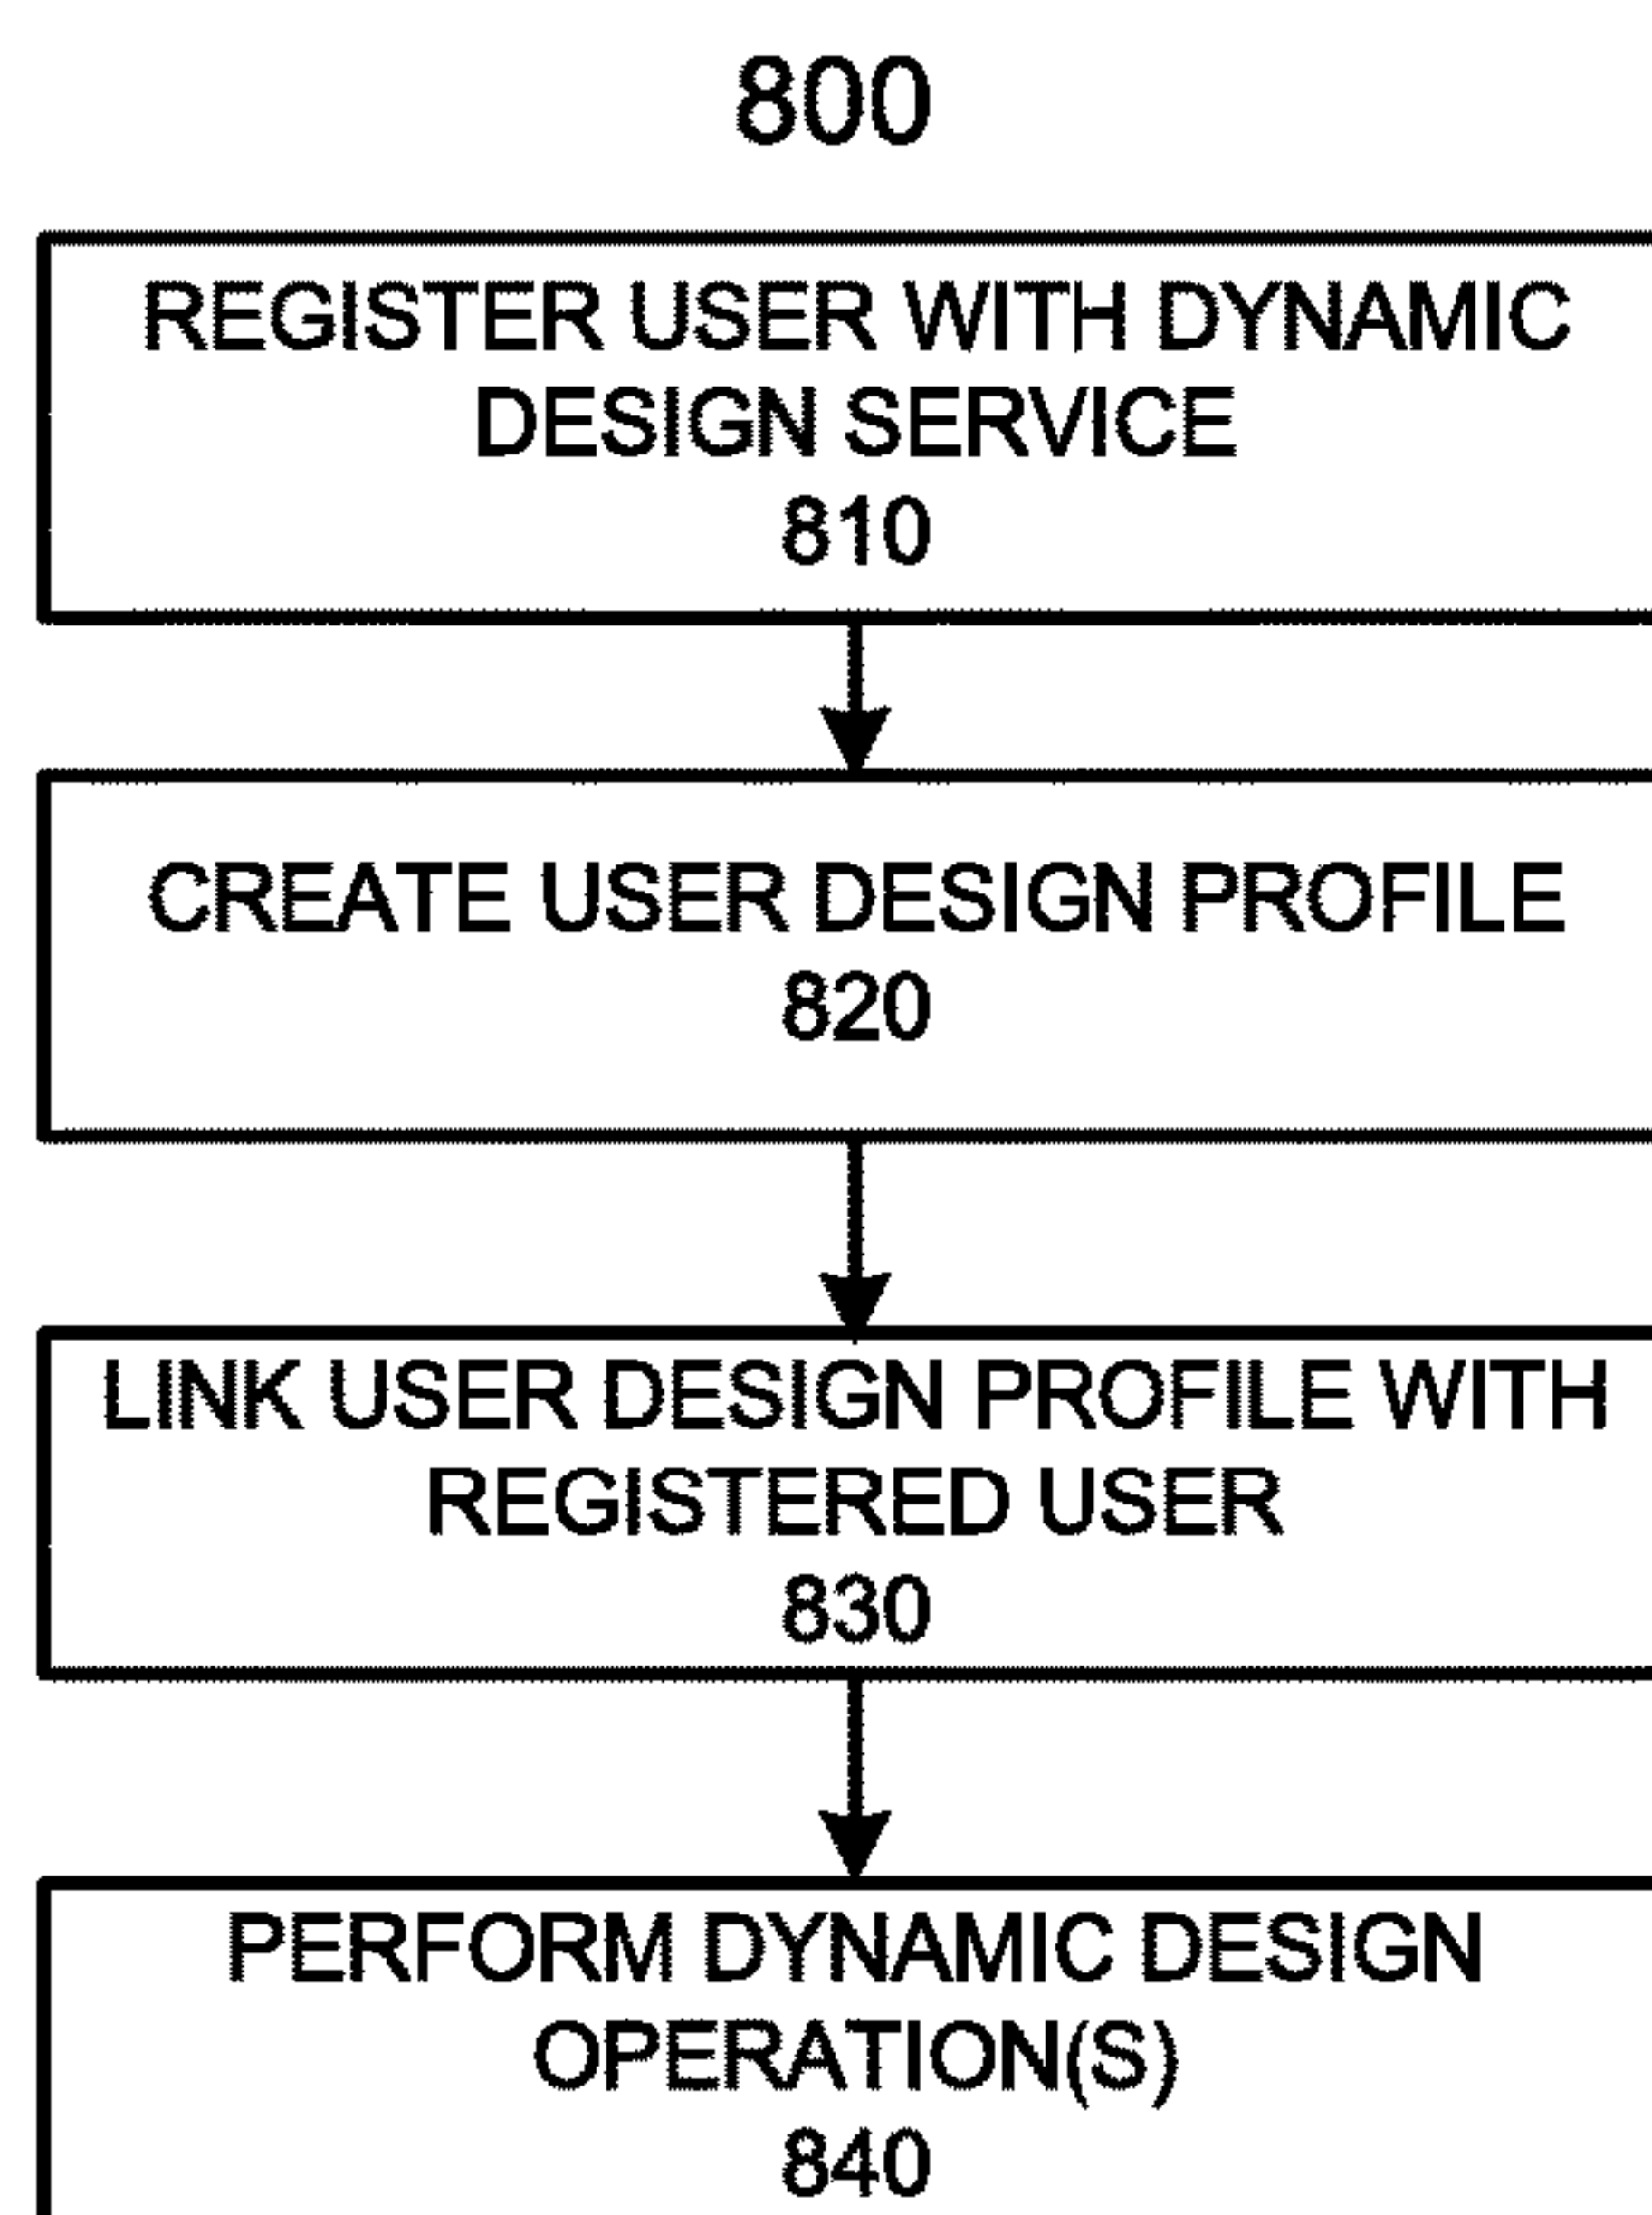 800
REGISTER USER WITH DYNAMIC
DESIGN SERVICE
810
CREATE USER DESIGN PROFILE
820
LINK USER DESIGN PROFILE WITH
REGISTERED USER
830
PERFORM DYNAMIC DESIGN
OPERATION(S)
840